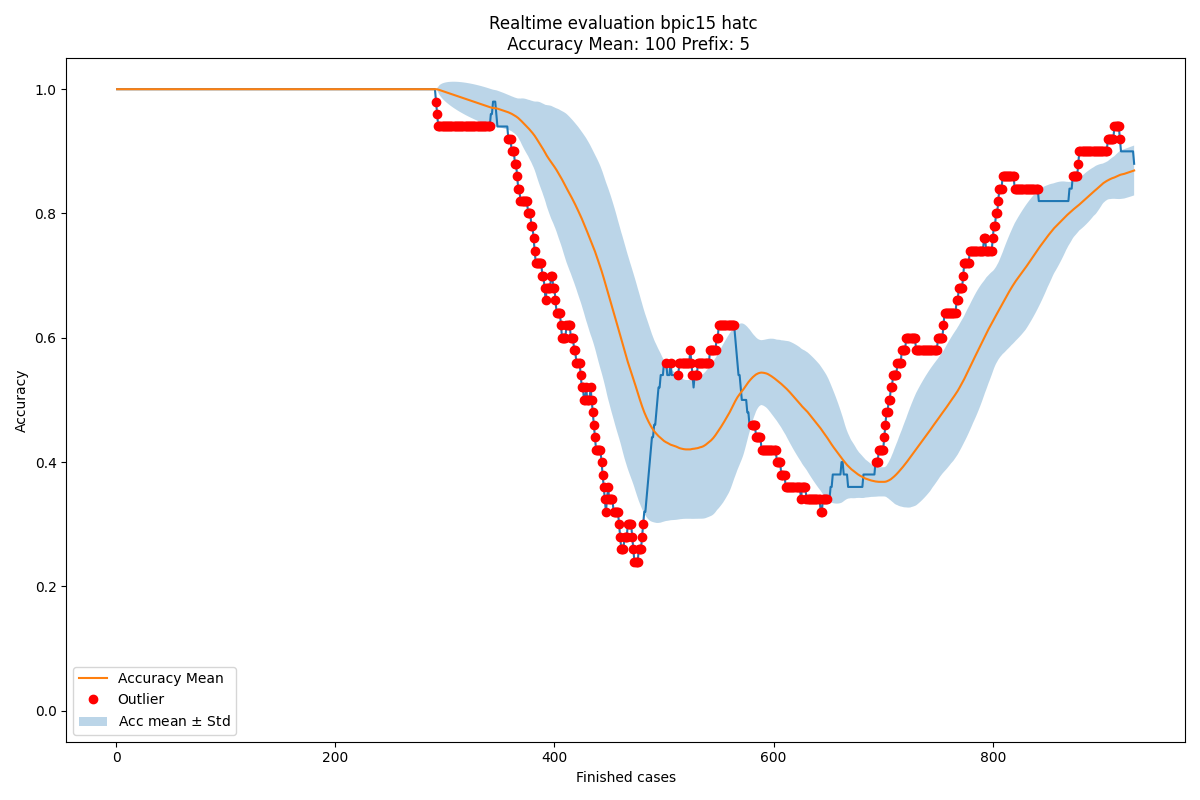 Realtime evaluation bpic15 hatc
Accuracy Mean: 100 Prefix: 5
Accuracy
1.0
0.8
0.6
0.4
0.2
0.0
Accuracy Mean
Outlier
Acc mean ± Std
0 200 400 600 800
Finished cases